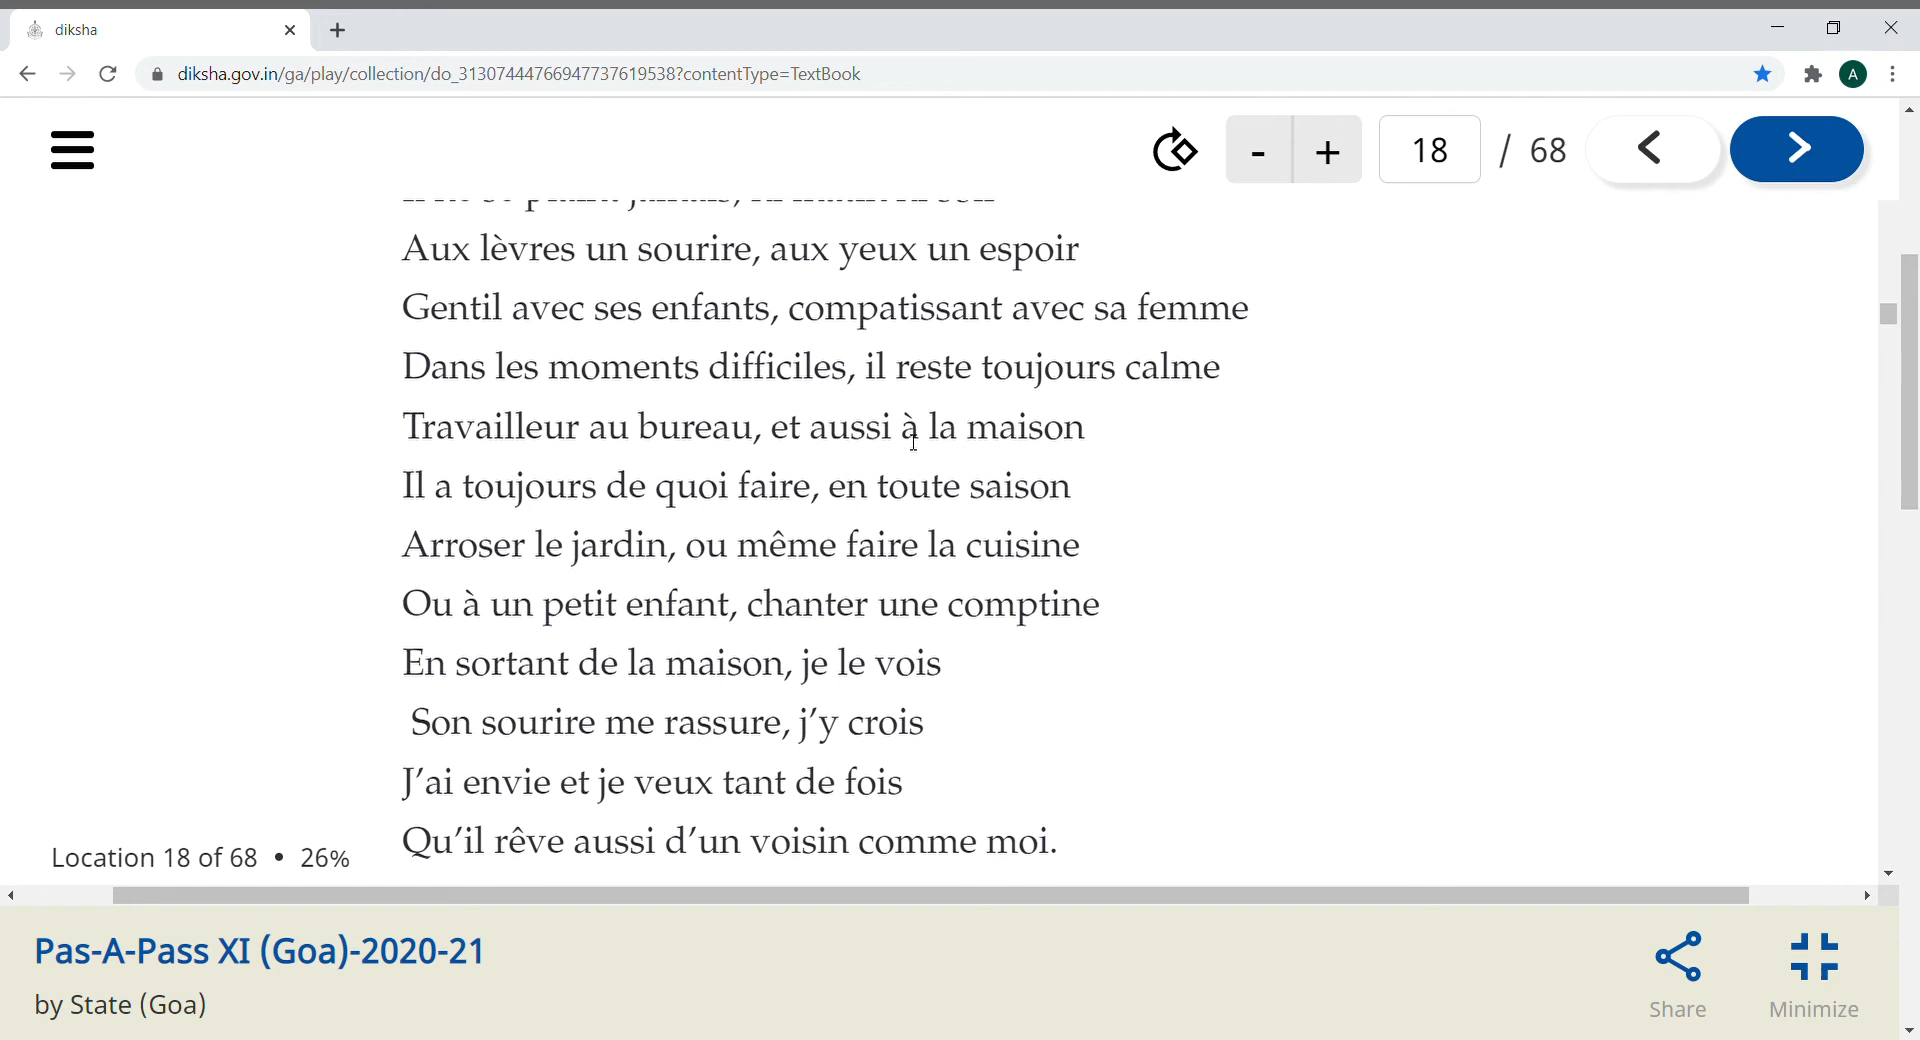 diksha
diksha.gov.in/ga/play/collection/do_31307444766947737619538?contentType=TextBook
A
- + 18 / 68
Aux lèvres un sourire, aux yeux un espoir
Gentil avec ses enfants, compatissant avec sa femme
Dans les moments difficiles, il reste toujours calme
Travailleur au bureau, et aussi à la maison
Il a toujours de quoi faire, en toute saison
Arroser le jardin, ou même faire la cuisine
Ou à un petit enfant, chanter une comptine
En sortant de la maison, je le vois
Son sourire me rassure, j’y crois
J’ai envie et je veux tant de fois
Qu’il rêve aussi d’un voisin comme moi.
Location 18 of 68 • 26%
Pas-A-Pass XI (Goa)-2020-21
by State (Goa)
Share
Minimize